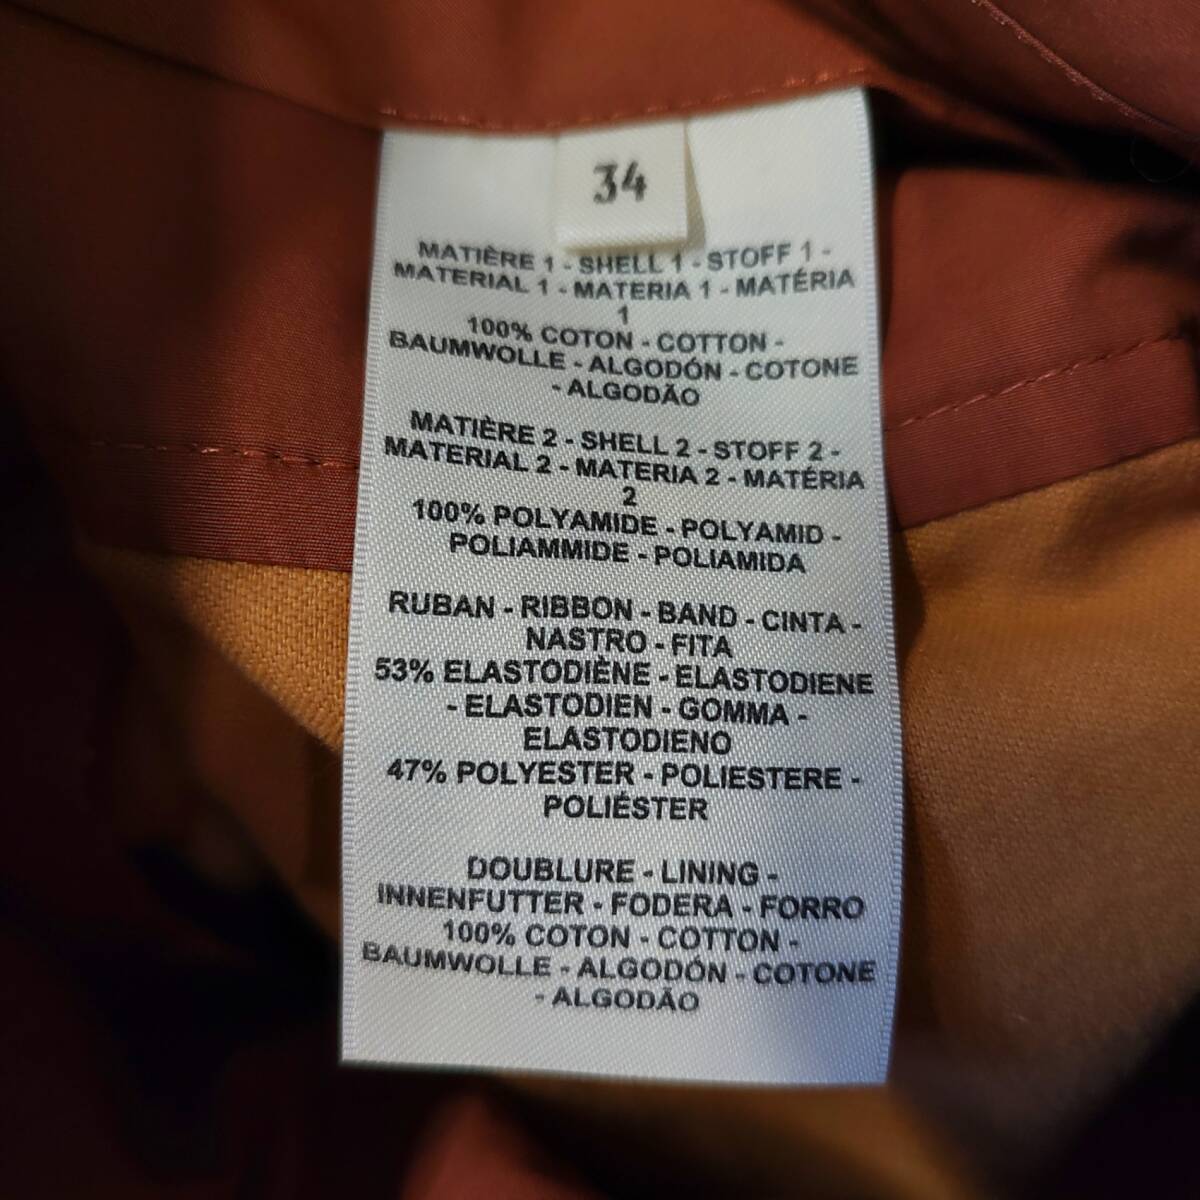 34
MATIÈRE 1 - SHELL 1 - STOFF 1 -
MATERIAL 1 - MATERIA 1 - MATÉRIA
1
100% COTON - COTTON -
BAUMWOLLE - ALGODÓN - COTONE
- ALGODÃO
MATIÈRE 2 - SHELL 2 - STOFF 2 -
MATERIAL 2 - MATERIA 2 - MATÉRIA
2
100% POLYAMIDE - POLYAMID -
POLIAMMIDE - POLIAMIDA
RUBAN - RIBBON - BAND - CINTA -
NASTRO - FITA
53% ELASTODIÈNE - ELASTODIENE
- ELASTODIEN - GOMMA -
ELASTODIENO
47% POLYESTER - POLIESTERE -
POLIÉSTER
DOUBLURE - LINING -
INNENFUTTER - FODERA - FORRO
100% COTON - COTTON -
BAUMWOLLE - ALGODÓN - COTONE
- ALGODÃO